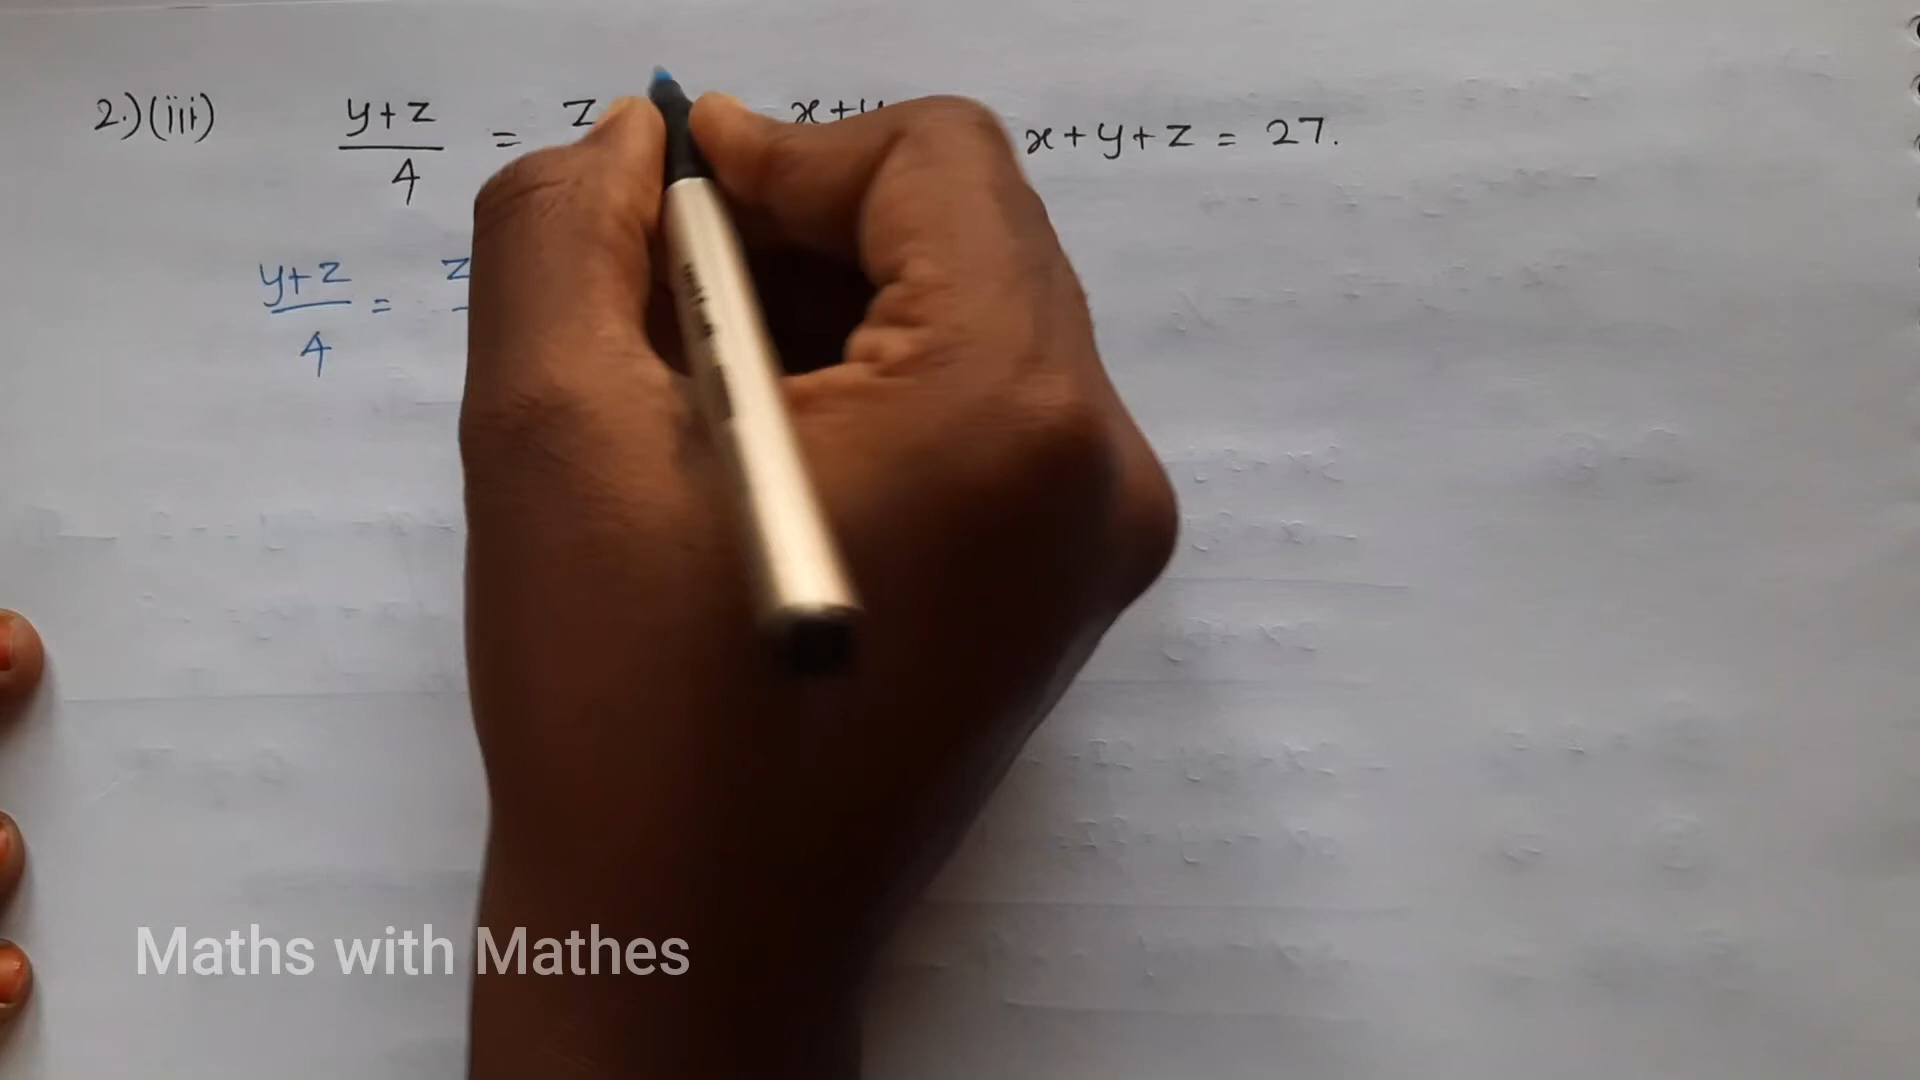 2.)(iii) y+z/4 = z x+y x+y+z = 27.
y+z/4 = z
Maths with Mathes